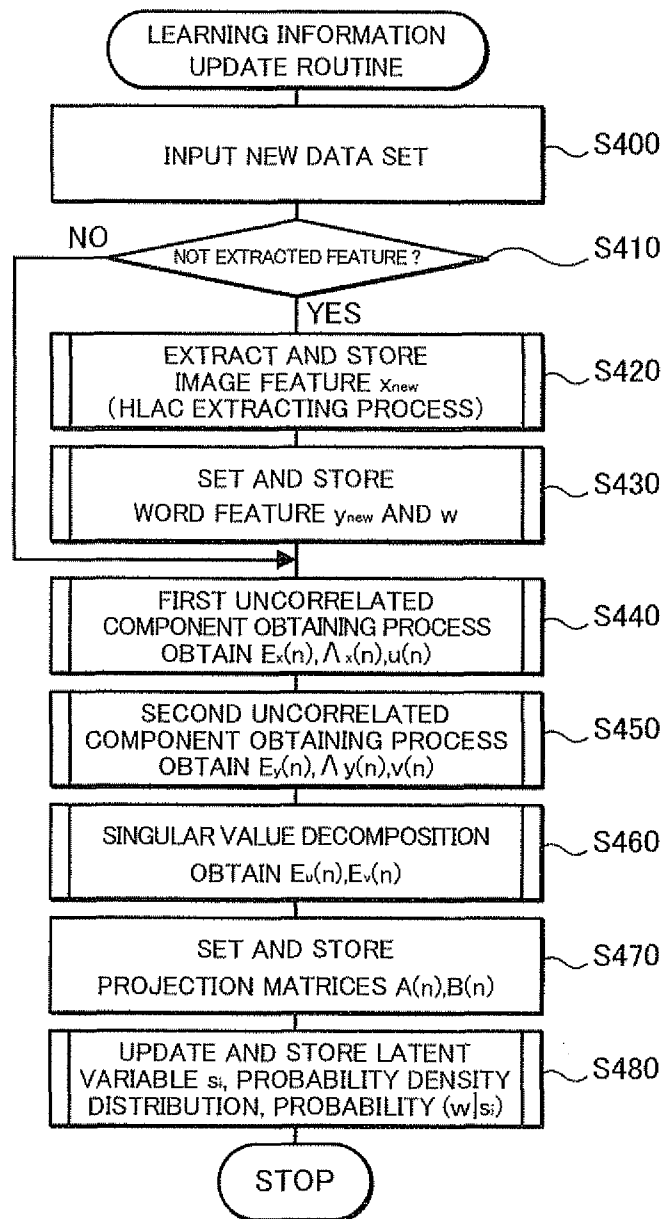 LEARNING INFORMATION
UPDATE ROUTINE
INPUT NEW DATA SET
S400
NO
NOT EXTRACTED FEATURE ?
S410
YES
EXTRACT AND STORE
IMAGE FEATURE xnew
(HLAC EXTRACTING PROCESS)
S420
SET AND STORE
WORD FEATURE ynew AND w
S430
FIRST UNCORRELATED
COMPONENT OBTAINING PROCESS
OBTAIN Ex(n),Λx(n),u(n)
S440
SECOND UNCORRELATED
COMPONENT OBTAINING PROCESS
OBTAIN Ey(n),Λy(n),v(n)
S450
SINGULAR VALUE DECOMPOSITION
OBTAIN Eu(n),Ev(n)
S460
SET AND STORE
PROJECTION MATRICES A(n),B(n)
S470
UPDATE AND STORE LATENT
VARIABLE si, PROBABILITY DENSITY
DISTRIBUTION, PROBABILITY (w|si)
S480
STOP